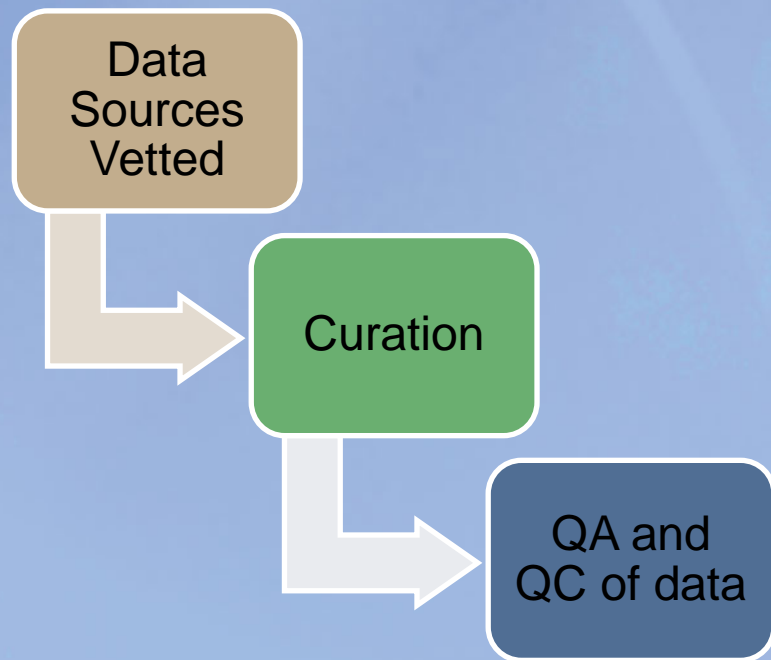 Data
Sources
Vetted
Curation
QA and
QC of data